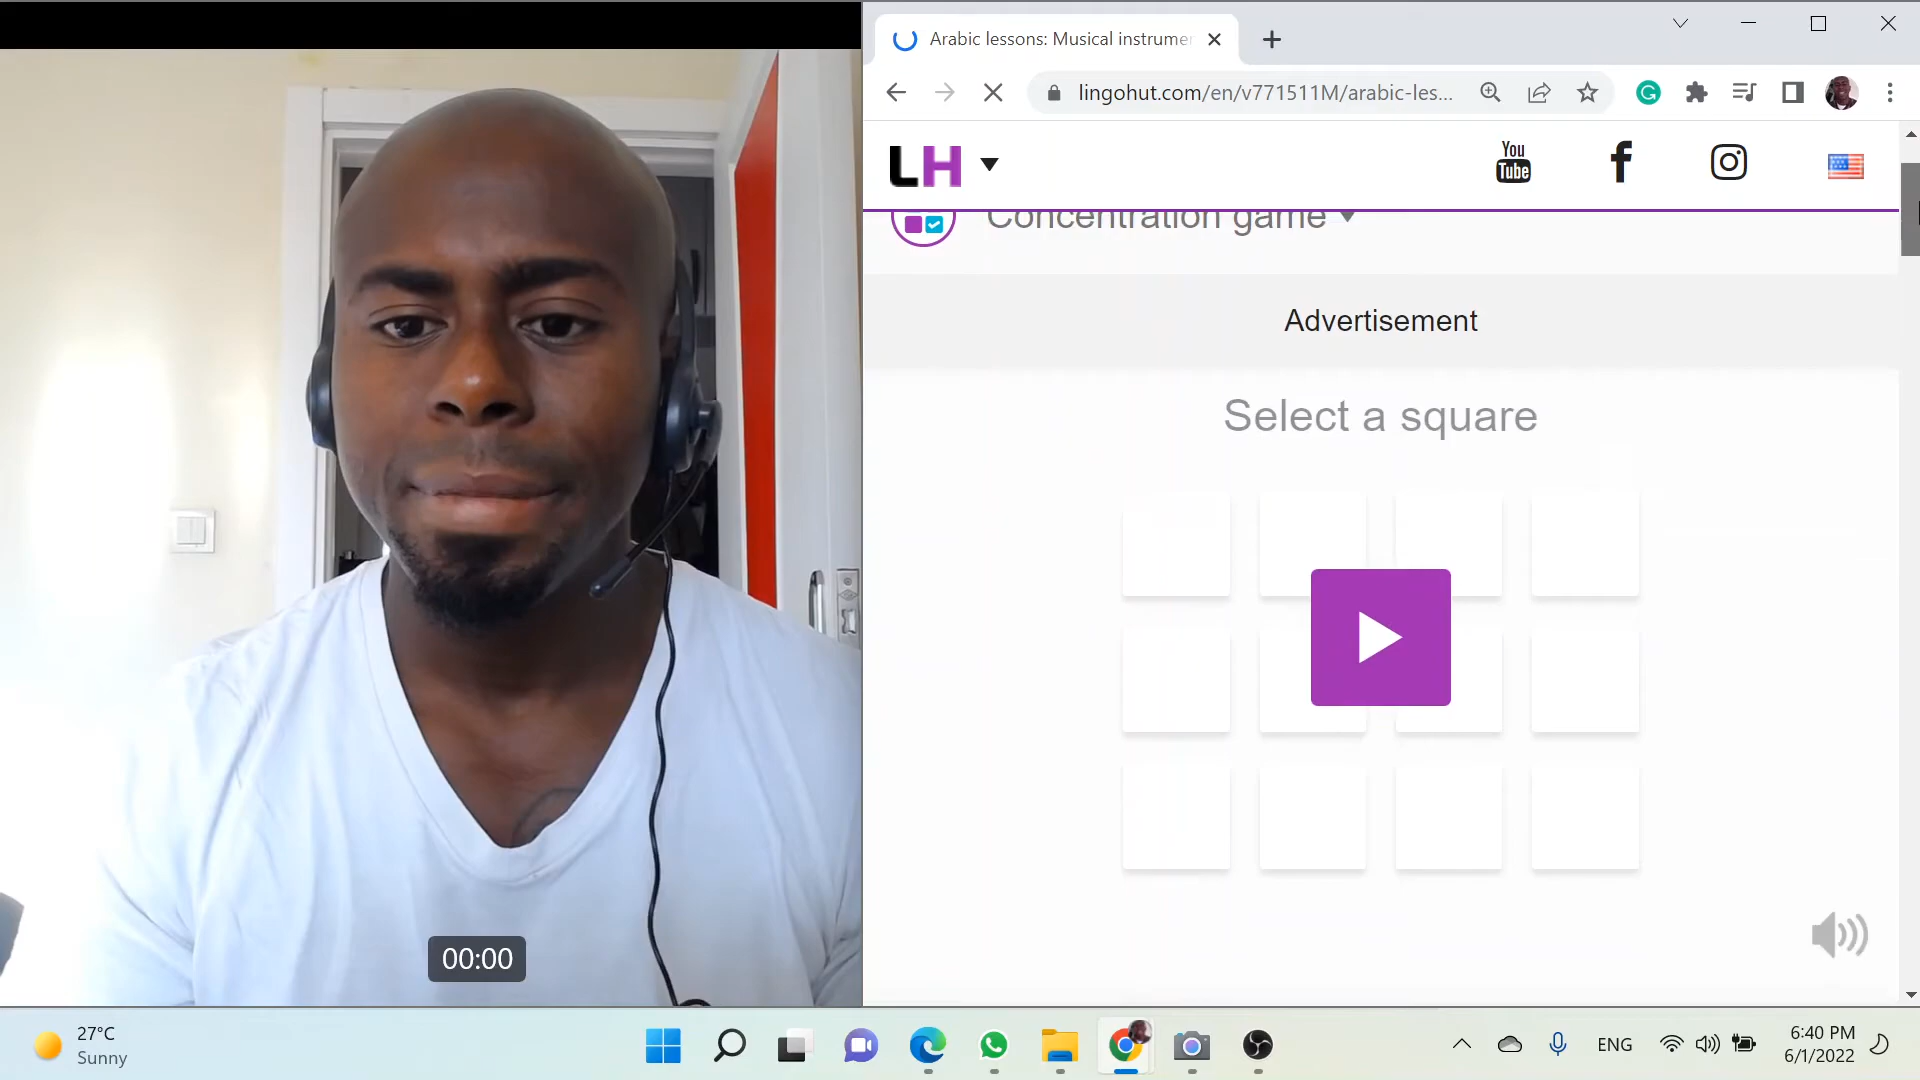 Arabic lessons: Musical instrumen
lingohut.com/en/v771511M/arabic-les...
LH
You
Tube
Concentration game
Advertisement
Select a square
00:00
27°C
Sunny
ENG
6:40 PM
6/1/2022